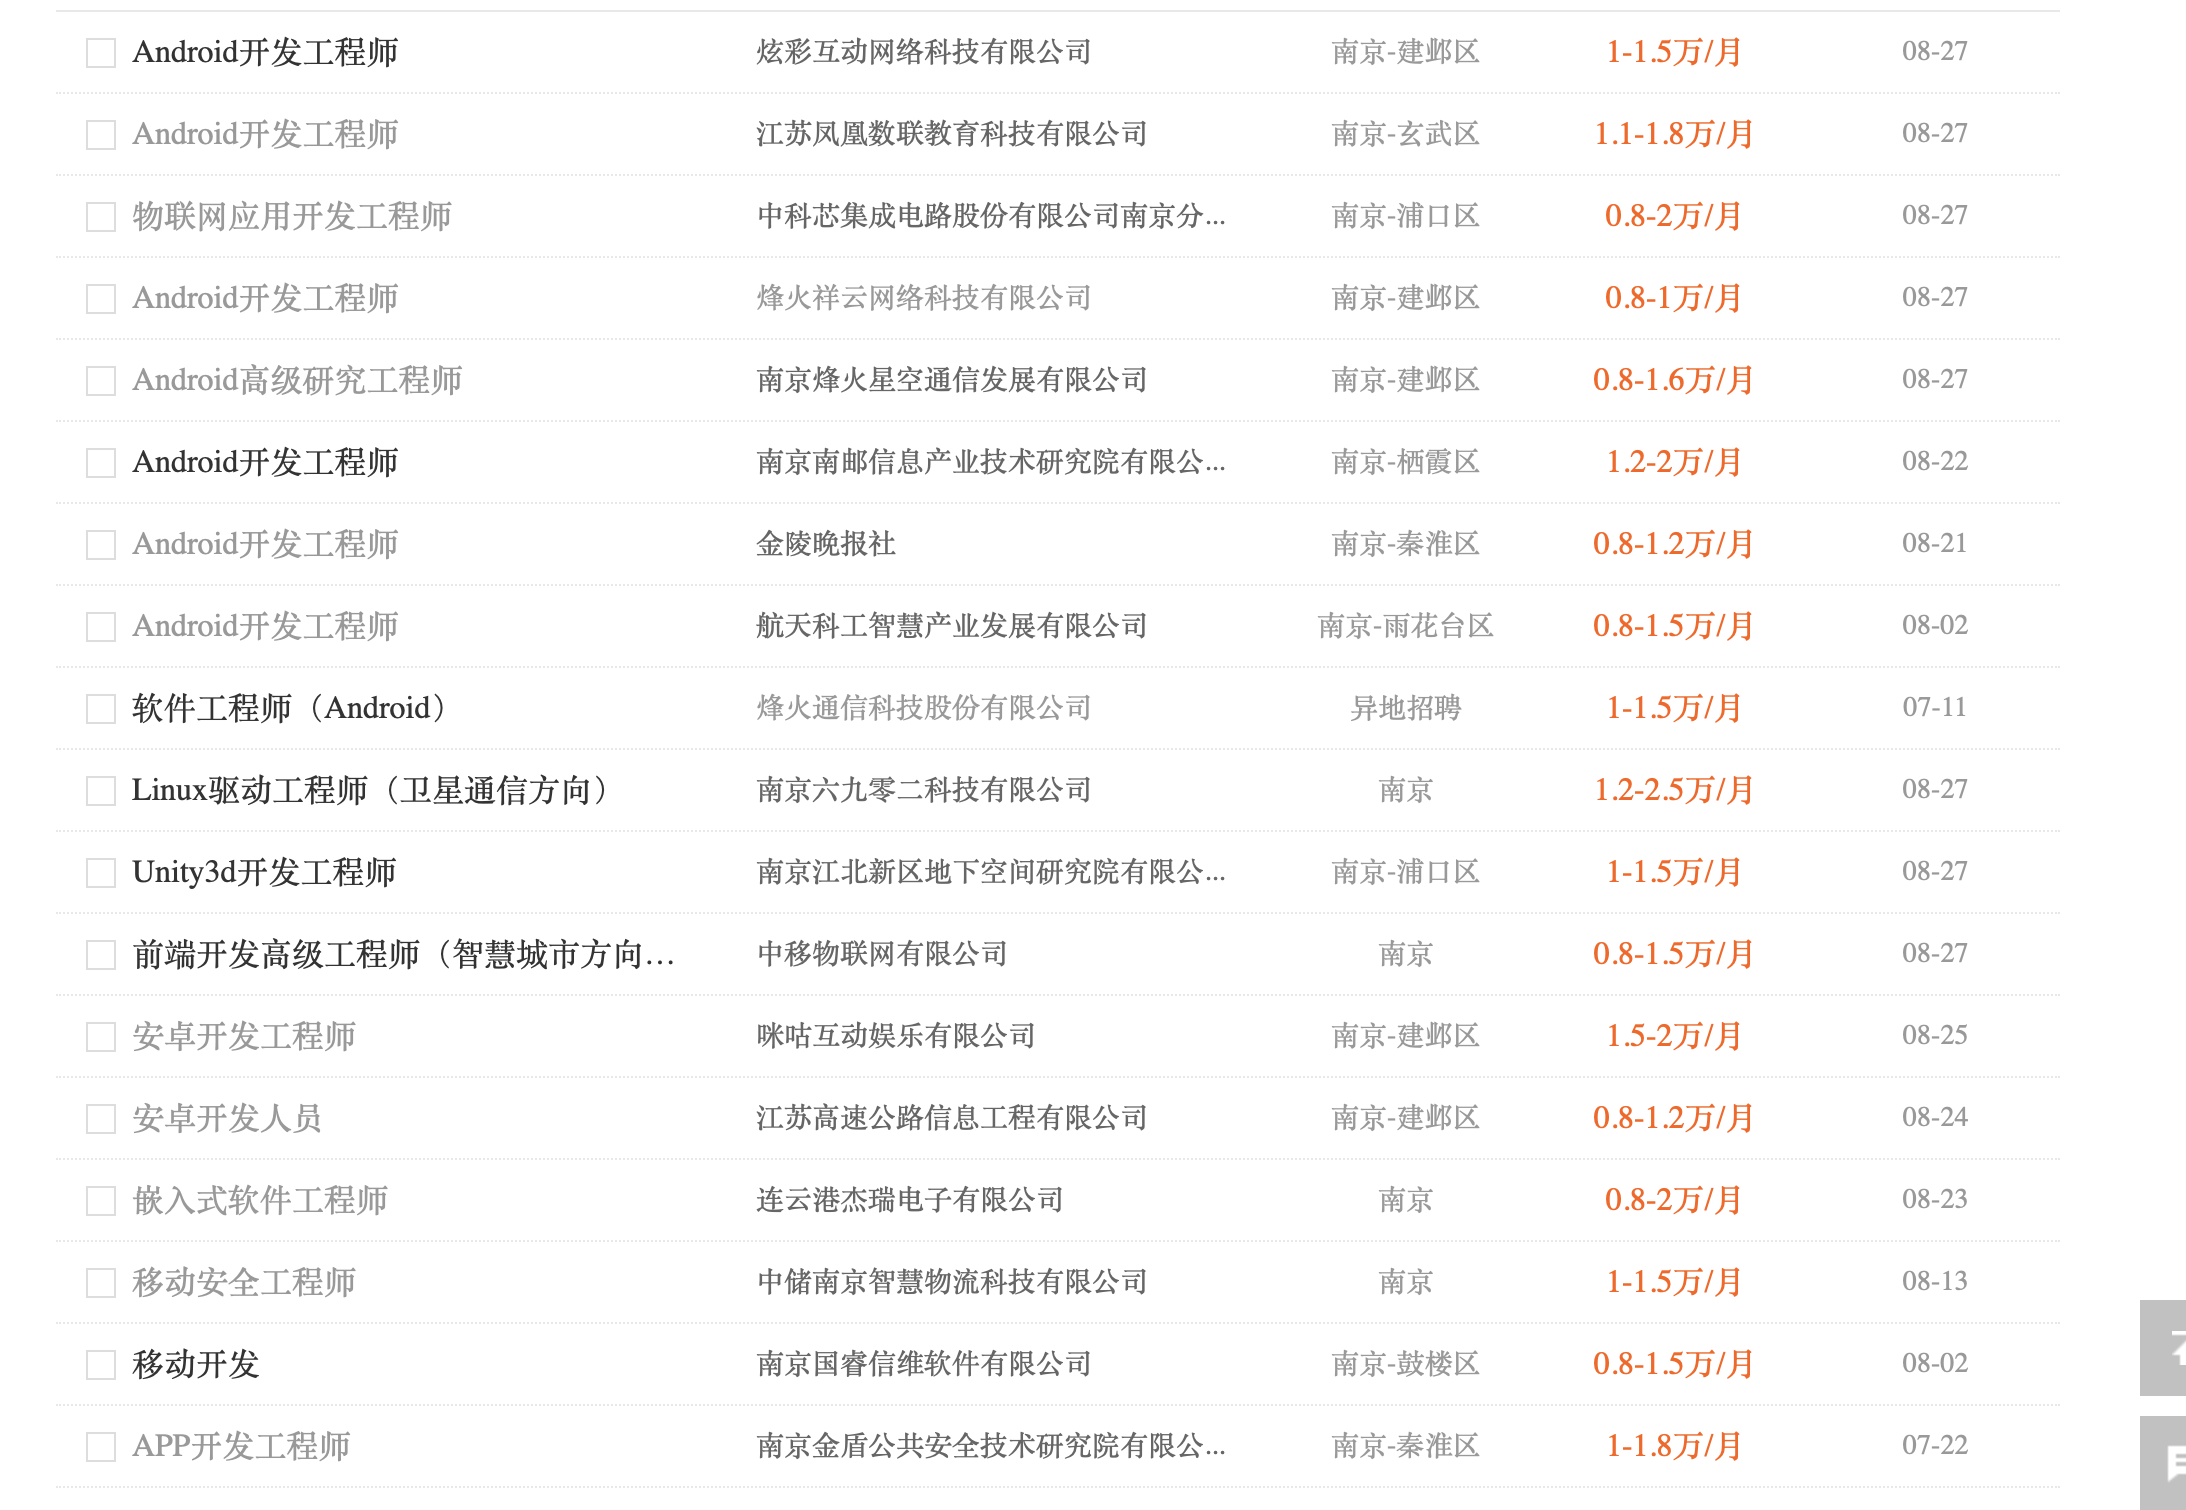 Android开发工程师 炫彩互动网络科技有限公司 南京-建邺区 1-1.5万/月 08-27
Android开发工程师 江苏凤凰数联教育科技有限公司 南京-玄武区 1.1-1.8万/月 08-27
物联网应用开发工程师 中科芯集成电路股份有限公司南京分... 南京-浦口区 0.8-2万/月 08-27
Android开发工程师 烽火祥云网络科技有限公司 南京-建邺区 0.8-1万/月 08-27
Android高级研究工程师 南京烽火星空通信发展有限公司 南京-建邺区 0.8-1.6万/月 08-27
Android开发工程师 南京南邮信息产业技术研究院有限公... 南京-栖霞区 1.2-2万/月 08-22
Android开发工程师 金陵晚报社 南京-秦淮区 0.8-1.2万/月 08-21
Android开发工程师 航天科工智慧产业发展有限公司 南京-雨花台区 0.8-1.5万/月 08-02
软件工程师（Android） 烽火通信科技股份有限公司 异地招聘 1-1.5万/月 07-11
Linux驱动工程师（卫星通信方向） 南京六九零二科技有限公司 南京 1.2-2.5万/月 08-27
Unity3d开发工程师 南京江北新区地下空间研究院有限公... 南京-浦口区 1-1.5万/月 08-27
前端开发高级工程师（智慧城市方向... 中移物联网有限公司 南京 0.8-1.5万/月 08-27
安卓开发工程师 咪咕互动娱乐有限公司 南京-建邺区 1.5-2万/月 08-25
安卓开发人员 江苏高速公路信息工程有限公司 南京-建邺区 0.8-1.2万/月 08-24
嵌入式软件工程师 连云港杰瑞电子有限公司 南京 0.8-2万/月 08-23
移动安全工程师 中储南京智慧物流科技有限公司 南京 1-1.5万/月 08-13
移动开发 南京国睿信维软件有限公司 南京-鼓楼区 0.8-1.5万/月 08-02
APP开发工程师 南京金盾公共安全技术研究院有限公... 南京-秦淮区 1-1.8万/月 07-22